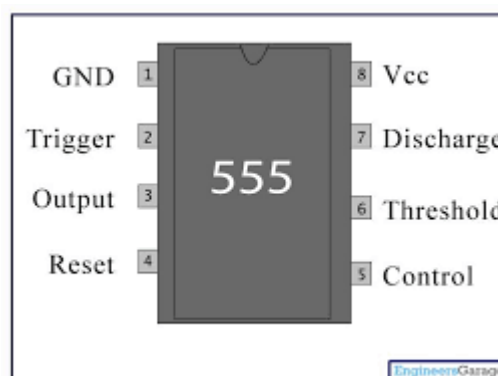 GND 1 8 Vcc
Trigger 2 7 Discharge
555
Output 3 6 Threshold
Reset 4 5 Control
EngineersGarage